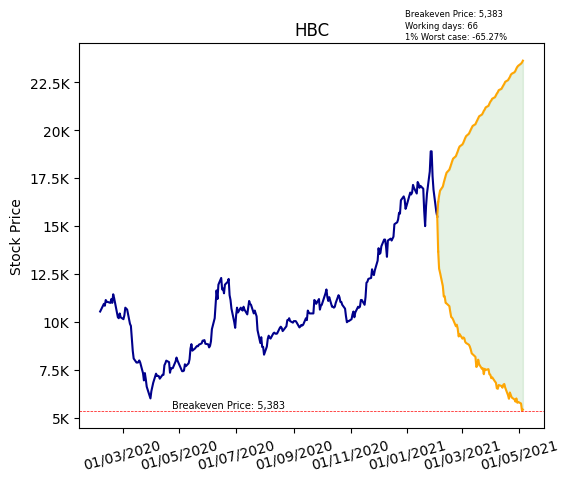 Breakeven Price: 5,383
Working days: 66
1% Worst case: -65.27%
HBC
Stock Price
22.5K
20K
17.5K
15K
12.5K
10K
7.5K
5K
Breakeven Price: 5,383
01/03/2020
01/05/2020
01/07/2020
01/09/2020
01/11/2020
01/01/2021
01/03/2021
01/05/2021